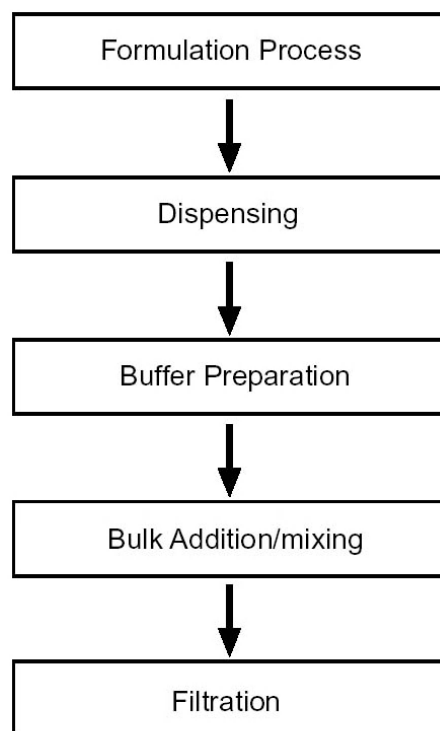 Formulation Process
Dispensing
Buffer Preparation
Bulk Addition/mixing
Filtration